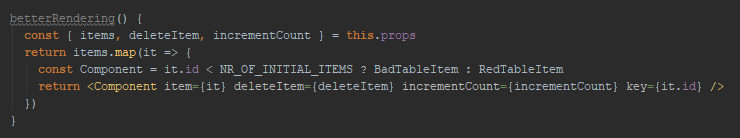 betterRendering() {
const { items, deleteItem, incrementCount } = this.props
return items.map(it => {
const Component = it.id < NR_OF_INITIAL_ITEMS ? BadTableItem : RedTableItem
return <Component item={it} deleteItem={deleteItem} incrementCount={incrementCount} key={it.id} />
})
}